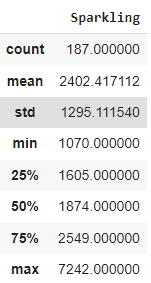 Sparkling
count 187.000000
mean 2402.417112
std 1295.111540
min 1070.000000
25% 1605.000000
50% 1874.000000
75% 2549.000000
max 7242.000000